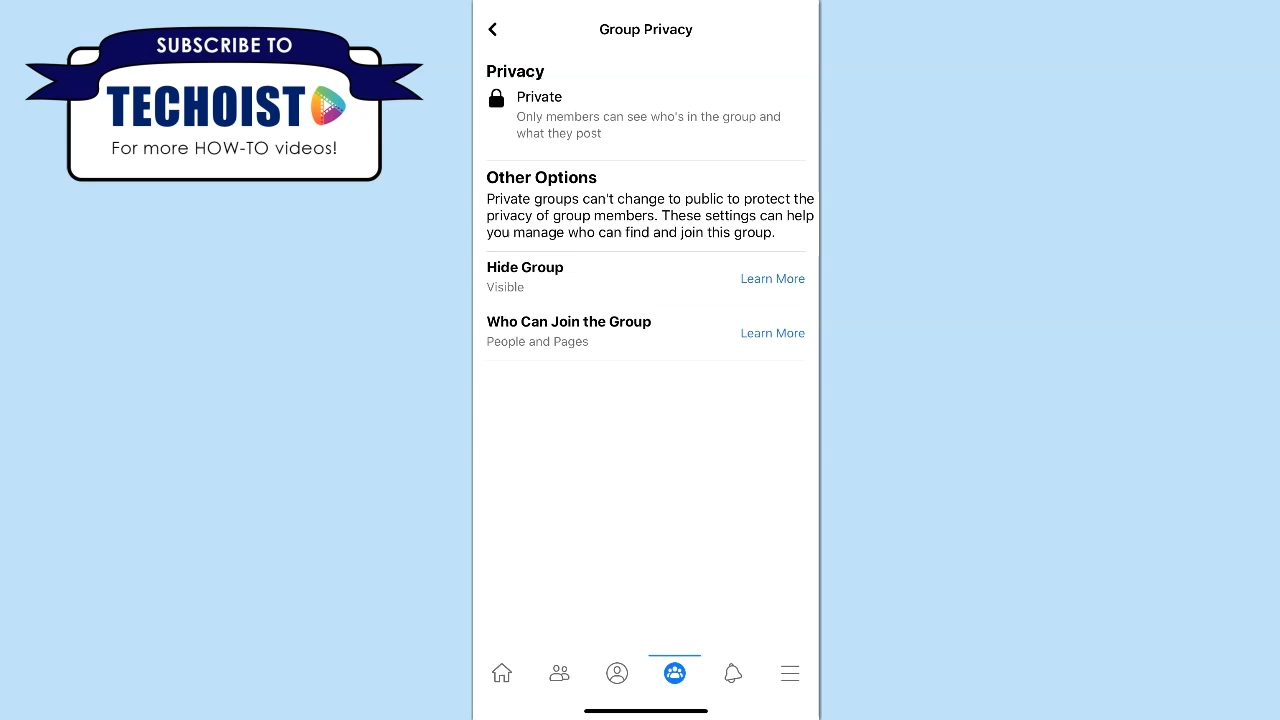 SUBSCRIBE TO
TECHOIST
For more HOW-TO videos!
Group Privacy
Privacy
Private
Only members can see who's in the group and
what they post
Other Options
Private groups can't change to public to protect the
privacy of group members. These settings can help
you manage who can find and join this group.
Hide Group
Visible
Learn More
Who Can Join the Group
People and Pages
Learn More